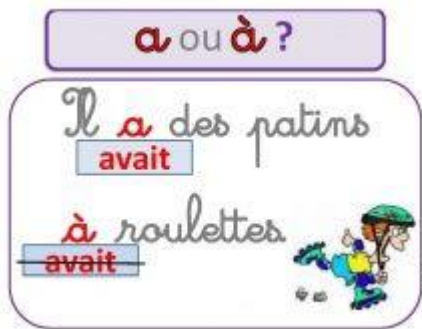 a ou à ?
Il a des patins
avait
à roulettes
avait